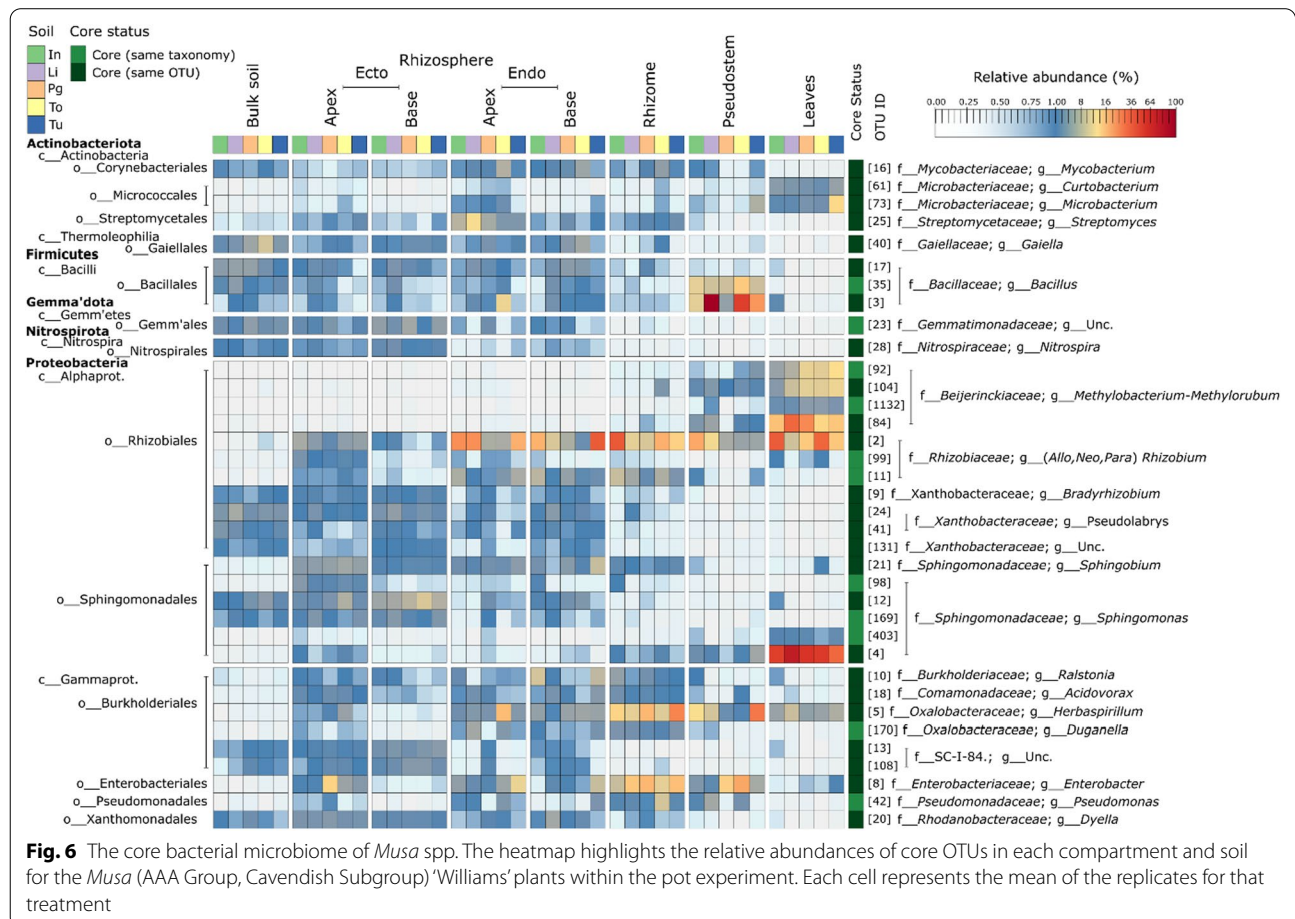 Soil Core status
In Core (same taxonomy)
Li Core (same OTU)
Pg
To
Tu
Rhizosphere
Ecto Endo
Bulk soil
Apex
Base
Apex
Base
Rhizome
Pseudostem
Leaves
Core Status
OTU ID
Relative abundance (%)
0.00 0.25 0.50 0.75 1.00 8 16 36 64 100
Actinobacteriota
c__Actinobacteria
o__Corynebacteriales
[16] f__Mycobacteriaceae; g__Mycobacterium
o__Micrococcales
[61] f__Microbacteriaceae; g__Curtobacterium
[73] f__Microbacteriaceae; g__Microbacterium
o__Streptomycetales
[25] f__Streptomycetaceae; g__Streptomyces
c__Thermoleophilia
o__Gaiellales
[40] f__Gaiellaceae; g__Gaiella
Firmicutes
c__Bacilli
o__Bacillales
[17]
[35] f__Bacillaceae; g__Bacillus
[3]
Gemma'dota
c__Gemm'etes
o__Gemm'ales
[23] f__Gemmatimonadaceae; g__Unc.
Nitrospirota
c__Nitrospira
o__Nitrospirales
[28] f__Nitrospiraceae; g__Nitrospira
Proteobacteria
c__Alphaprot.
[92]
[104]
f__Beijerinckiaceae; g__Methylobacterium-Methylorubum
[1132]
[84]
o__Rhizobiales
[2]
[99] f__Rhizobiaceae; g__(Allo,Neo,Para) Rhizobium
[11]
[9] f__Xanthobacteraceae; g__Bradyrhizobium
[24]
f__Xanthobacteraceae; g__Pseudolabrys
[41]
[131] f__Xanthobacteraceae; g__Unc.
[21] f__Sphingomonadaceae; g__Sphingobium
o__Sphingomonadales
[98]
[12]
[169] f__Sphingomonadaceae; g__Sphingomonas
[403]
[4]
c__Gammaprot.
[10] f__Burkholderiaceae; g__Ralstonia
o__Burkholderiales
[18] f__Comamonadaceae; g__Acidovorax
[5] f__Oxalobacteraceae; g__Herbaspirillum
[170] f__Oxalobacteraceae; g__Duganella
[13]
f__SC-I-84.; g__Unc.
[108]
o__Enterobacteriales
[8] f__Enterobacteriaceae; g__Enterobacter
o__Pseudomonadales
[42] f__Pseudomonadaceae; g__Pseudomonas
o__Xanthomonadales
[20] f__Rhodanobacteraceae; g__Dyella
Fig. 6 The core bacterial microbiome of Musa spp. The heatmap highlights the relative abundances of core OTUs in each compartment and soil
for the Musa (AAA Group, Cavendish Subgroup) ‘Williams’ plants within the pot experiment. Each cell represents the mean of the replicates for that
treatment